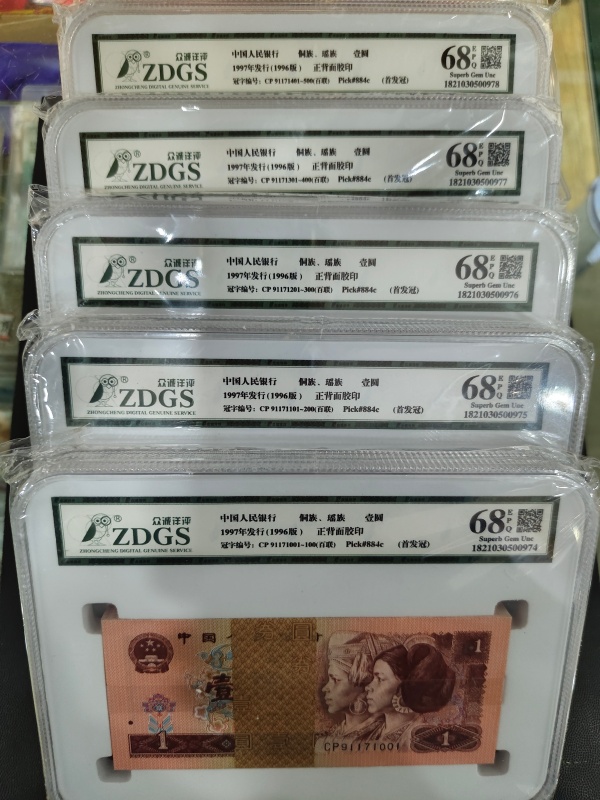 众诚评评
ZDGS
ZHONGCHENG DIGITAL GENUINE SERVICE
中国人民银行 侗族、瑶族 壹圆
1997年发行(1996版) 正背面胶印
冠字编号: CP 91171401-500(百联) Pick#884c (首发冠)
68 EPQ
Superb Gem Unc
1821030500978
众诚评评
ZDGS
ZHONGCHENG DIGITAL GENUINE SERVICE
中国人民银行 侗族、瑶族 壹圆
1997年发行(1996版) 正背面胶印
冠字编号: CP 91171301-400(百联) Pick#884c (首发冠)
68 EPQ
Superb Gem Unc
1821030500977
众诚评评
®
ZDGS
ZHONGCHENG DIGITAL GENUINE SERVICE
中国人民银行 侗族、瑶族 壹圆
1997年发行(1996版) 正背面胶印
冠字编号: CP 91171201-300(百联) Pick#884c (首发冠)
68 EPQ
Superb Gem Unc
1821030500976
众诚评评
®
ZDGS
ZHONGCHENG DIGITAL GENUINE SERVICE
中国人民银行 侗族、瑶族 壹圆
1997年发行(1996版) 正背面胶印
冠字编号: CP 91171101-200(百联) Pick#884c (首发冠)
68 EPQ
Superb Gem Unc
1821030500975
众诚评评
®
ZDGS
ZHONGCHENG DIGITAL GENUINE SERVICE
中国人民银行 侗族、瑶族 壹圆
1997年发行(1996版) 正背面胶印
冠字编号: CP 91171001-100(百联) Pick#884c (首发冠)
68 EPQ
Superb Gem Unc
1821030500974
中国人
1
壹
1
CP91171001
1